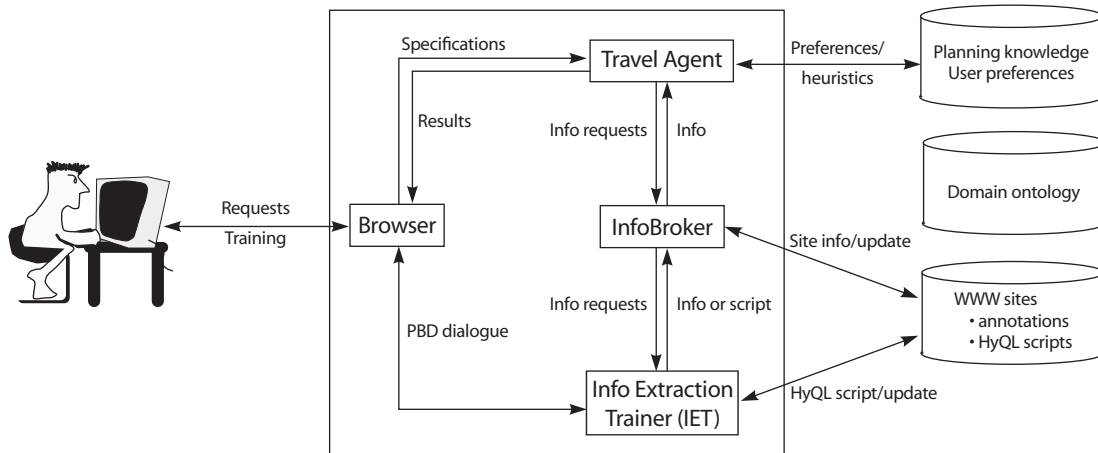 Specifications
Travel Agent
Preferences/
heuristics
Planning knowledge
User preferences
Results
Info requests
Info
Domain ontology
Requests
Training
Browser
InfoBroker
Site info/update
Info requests
Info or script
WWW sites
• annotations
• HyQL scripts
PBD dialogue
Info Extraction
Trainer (IET)
HyQL script/update